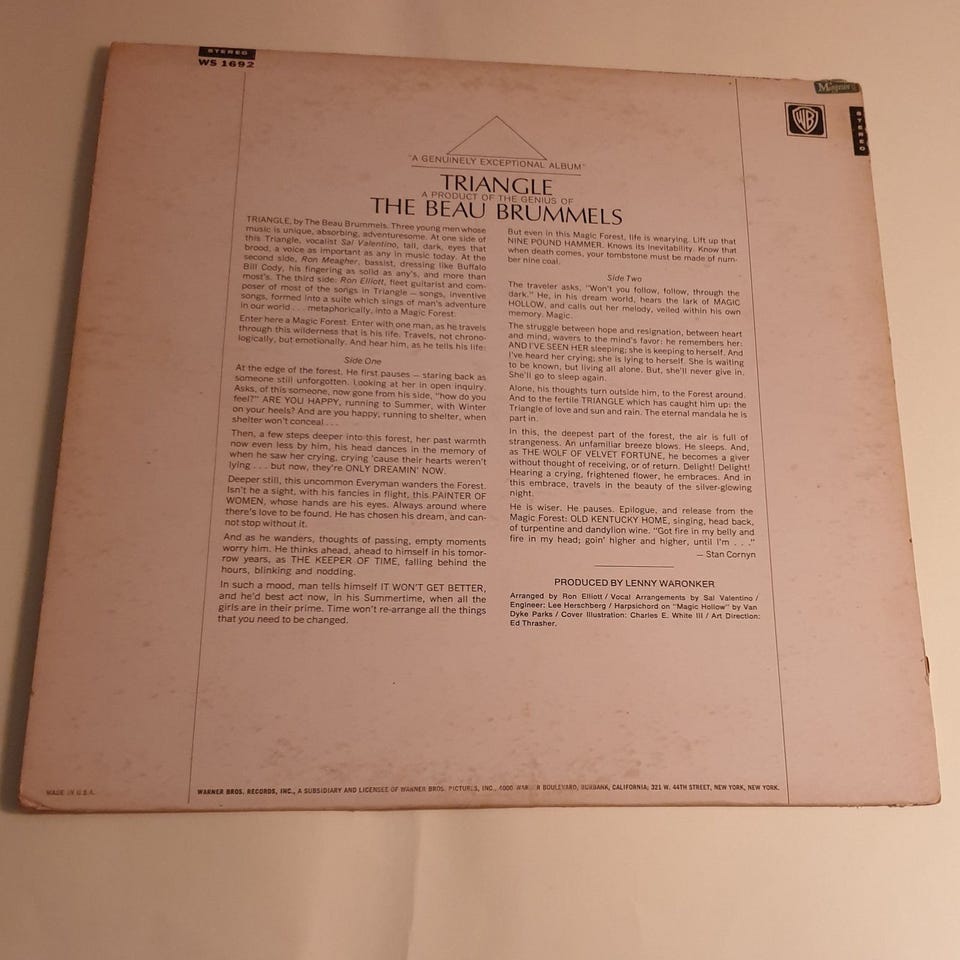 STEREO
WS 1692
WB
STEREO
"A GENUINELY EXCEPTIONAL ALBUM"
TRIANGLE
A PRODUCT OF THE GENIUS OF
THE BEAU BRUMMELS
TRIANGLE, by The Beau Brummels. Three young men whose
music is unique, absorbing, adventuresome. At one side of
this Triangle, vocalist Sal Valentino, tall, dark, eyes that
brood, a voice as important as any in music today. At the
second side, Ron Meagher, bassist, dressing like Buffalo
Bill Cody, his fingering as solid as any's, and more than
most's. The third side: Ron Elliott, fleet guitarist and com-
poser of most of the songs in Triangle — songs, inventive
songs, formed into a suite which sings of man's adventure
in our world . . . metaphorically, into a Magic Forest.
Enter here a Magic Forest. Enter with one man, as he travels
through this wilderness that is his life. Travels, not chrono-
logically, but emotionally. And hear him, as he tells his life:
Side One
At the edge of the forest. He first pauses — staring back as
someone still unforgotten. Looking at her in open inquiry.
Asks, of this someone, now gone from his side, "how do you
feel?" ARE YOU HAPPY, running to Summer, with Winter
on your heels? And are you happy, running to shelter, when
shelter won't conceal . . .
Then, a few steps deeper into this forest, her past warmth
now even less by him, his head dances in the memory of
when he saw her crying, crying 'cause their hearts weren't
lying . . . but now, they're ONLY DREAMIN' NOW.
Deeper still, this uncommon Everyman wanders the Forest.
Isn't he a sight, with his fancies in flight, this PAINTER OF
WOMEN, whose hands are his eyes. Always around where
there's love to be found. He has chosen his dream, and can-
not stop without it.
And as he wanders, thoughts of passing, empty moments
worry him. He thinks ahead, ahead to himself in his tomor-
row years, as THE KEEPER OF TIME, falling behind the
hours, blinking and nodding.
In such a mood, man tells himself IT WON'T GET BETTER,
and he'd best act now, in his Summertime, when all the
girls are in their prime. Time won't re-arrange all the things
that you need to be changed.
But even in this Magic Forest, life is wearying. Lift up that
NINE POUND HAMMER. Knows its inevitability. Know that
when death comes, your tombstone must be made of num-
ber nine coal.
Side Two
The traveler asks, "Won't you follow, follow, through the
dark." He, in his dream world, hears the lark of MAGIC
HOLLOW, and calls out her melody, veiled within his own
memory. Magic.
The struggle between hope and resignation, between heart
and mind, wavers to the mind's favor: he remembers her:
AND I'VE SEEN HER sleeping; she is keeping to herself. And
I've heard her crying; she is lying to herself. She is waiting
to be known, but living all alone. But, she'll never give in.
She'll go to sleep again.
Alone, his thoughts turn outside him, to the Forest around.
And to the fertile TRIANGLE which has caught him up: the
Triangle of love and sun and rain. The eternal mandala he is
part in.
In this, the deepest part of the forest, the air is full of
strangeness. An unfamiliar breeze blows. He sleeps. And,
as THE WOLF OF VELVET FORTUNE, he becomes a giver
without thought of receiving, or of return. Delight! Delight!
Hearing a crying, frightened flower, he embraces. And in
this embrace, travels in the beauty of the silver-glowing
night.
He is wiser. He pauses. Epilogue, and release from the
Magic Forest: OLD KENTUCKY HOME, singing, head back,
of turpentine and dandylion wine. "Got fire in my belly and
fire in my head; goin' higher and higher, until I'm . . ."
— Stan Cornyn
PRODUCED BY LENNY WARONKER
Arranged by Ron Elliott / Vocal Arrangements by Sal Valentino /
Engineer: Lee Herschberg / Harpsichord on "Magic Hollow" by Van
Dyke Parks / Cover Illustration: Charles E. White III / Art Direction:
Ed Thrasher.
MADE IN U.S.A.
WARNER BROS. RECORDS, INC., A SUBSIDIARY AND LICENSEE OF WARNER BROS. PICTURES, INC., 4000 BOULEVARD, BURBANK, CALIFORNIA; 321 W. 44TH STREET, NEW YORK, NEW YORK.